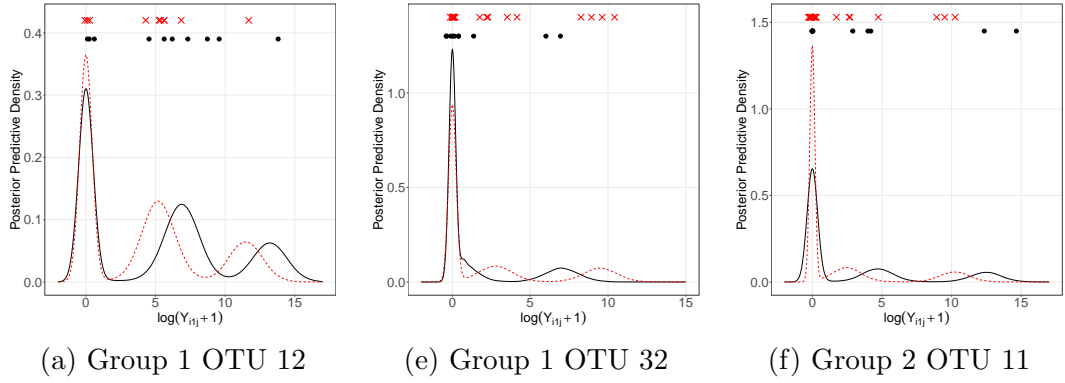 Posterior Predictive Density
0.4
0.3
0.2
0.1
0.0
0
5
10
15
log(Y_{i1j}+1)
(a) Group 1 OTU 12
Posterior Predictive Density
1.5
1.0
0.5
0.0
0
5
10
15
log(Y_{i1j}+1)
(e) Group 1 OTU 32
Posterior Predictive Density
1.5
1.0
0.5
0.0
0
5
10
15
log(Y_{i1j}+1)
(f) Group 2 OTU 11